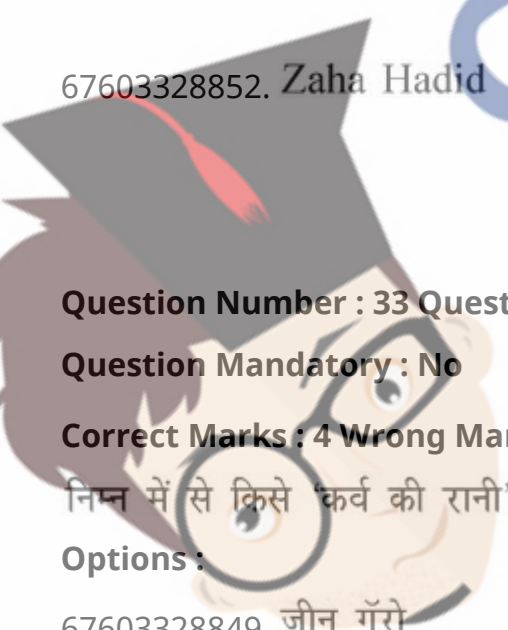 67603328852. Zaha Hadid
Question Number : 33 Quest
Question Mandatory : No
Correct Marks : 4 Wrong Mar
निम्न में से किसे ‘कर्व की रानी’
Options :
67603328849. जीन गॅरो